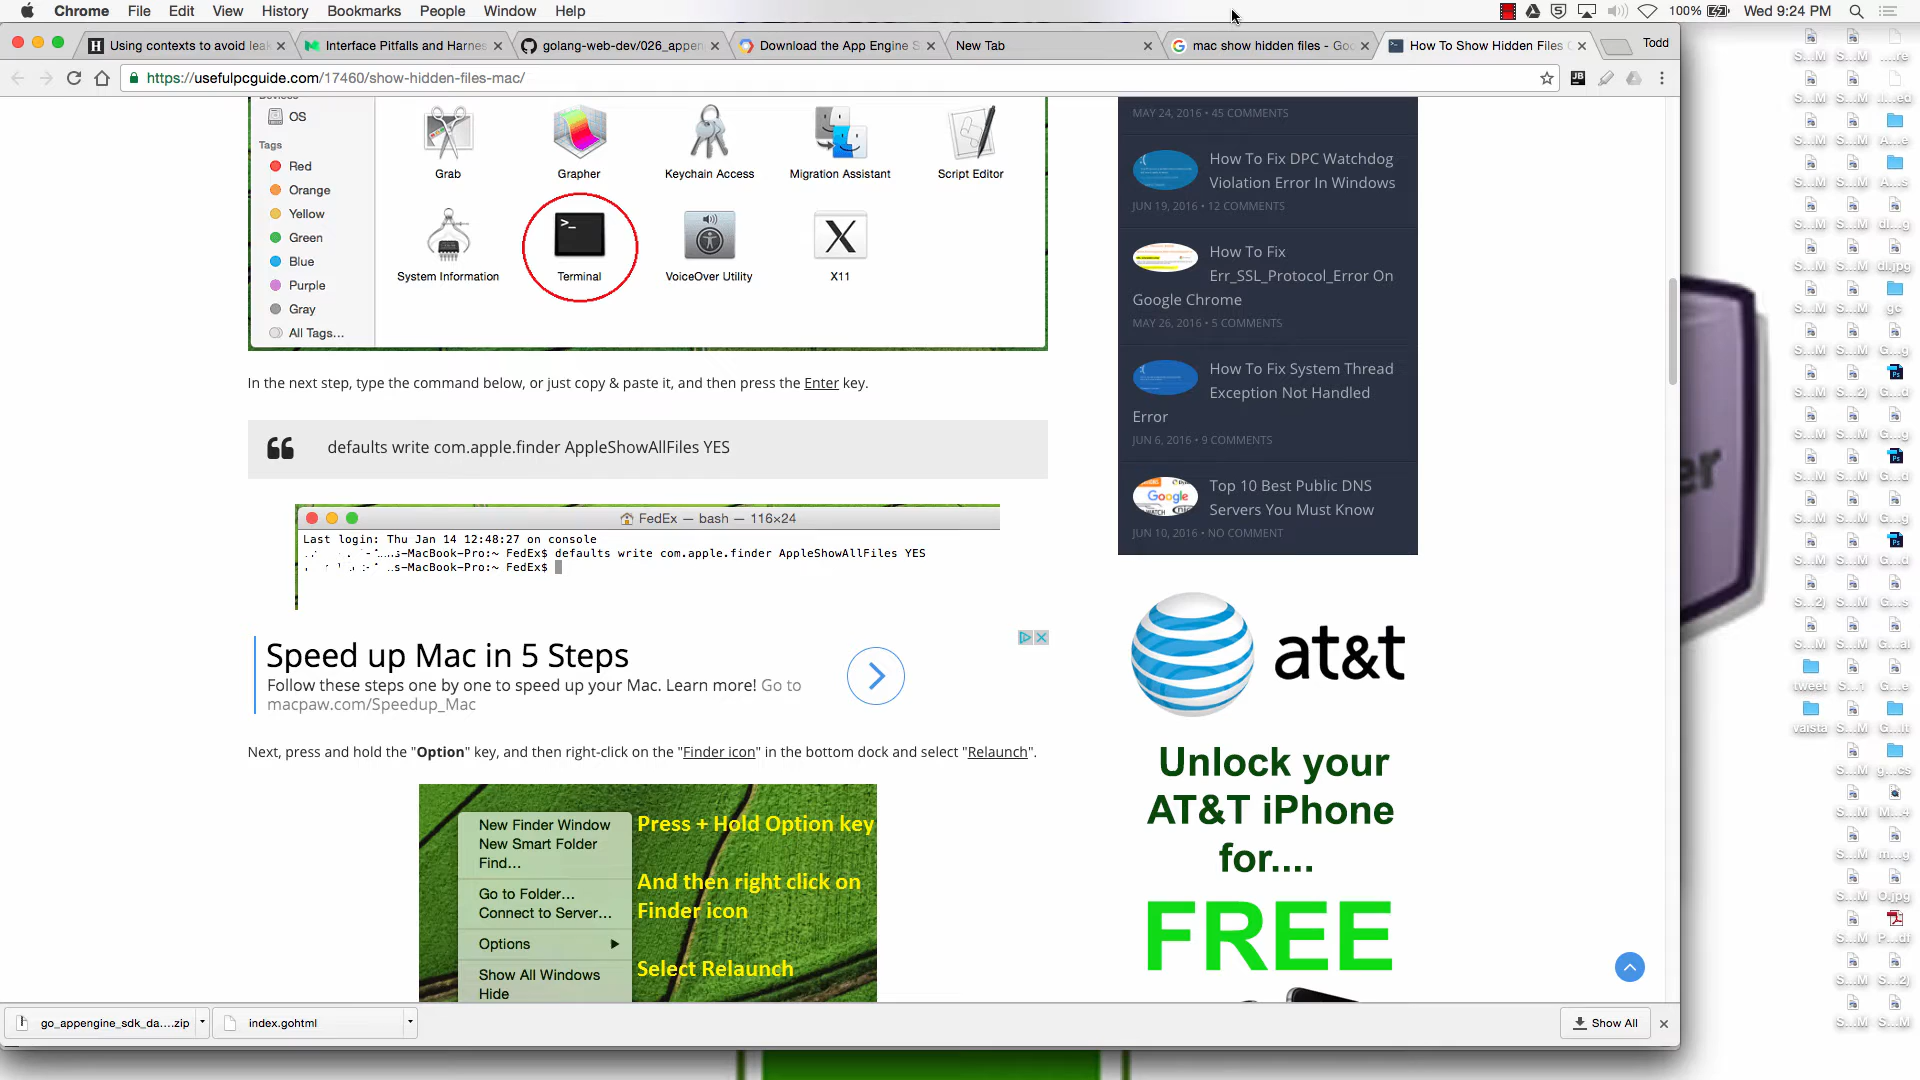 Chrome File Edit View History Bookmarks People Window Help
100% Wed 9:24 PM
Using contexts to avoid leak
Interface Pitfalls and Harnes
golang-web-dev/026_appen
Download the App Engine S
New Tab
mac show hidden files - Goo
How To Show Hidden Files
Todd
https://usefulpcguide.com/17460/show-hidden-files-mac/
OS
Tags
Red
Orange
Yellow
Green
Blue
Purple
Gray
All Tags...
Grab
Grapher
Keychain Access
Migration Assistant
Script Editor
System Information
Terminal
VoiceOver Utility
X11
In the next step, type the command below, or just copy & paste it, and then press the Enter key.
defaults write com.apple.finder AppleShowAllFiles YES
FedEx — bash — 116×24
Last login: Thu Jan 14 12:48:27 on console
s-MacBook-Pro:~ FedEx$ defaults write com.apple.finder AppleShowAllFiles YES
s-MacBook-Pro:~ FedEx$
Speed up Mac in 5 Steps
Follow these steps one by one to speed up your Mac. Learn more! Go to
macpaw.com/Speedup_Mac
Next, press and hold the "Option" key, and then right-click on the "Finder icon" in the bottom dock and select "Relaunch".
New Finder Window
New Smart Folder
Find...
Go to Folder...
Connect to Server...
Options
Show All Windows
Hide
Press + Hold Option key
And then right click on
Finder icon
Select Relaunch
MAY 24, 2016 • 45 COMMENTS
How To Fix DPC Watchdog
Violation Error In Windows
JUN 19, 2016 • 12 COMMENTS
How To Fix
Err_SSL_Protocol_Error On
Google Chrome
MAY 26, 2016 • 5 COMMENTS
How To Fix System Thread
Exception Not Handled
Error
JUN 6, 2016 • 9 COMMENTS
Google
Top 10 Best Public DNS
Servers You Must Know
JUN 10, 2016 • NO COMMENT
at&t
Unlock your
AT&T iPhone
for....
FREE
go_appengine_sdk_da....zip
index.gohtml
Show All
dl.jpg
gc
tweet
vaista